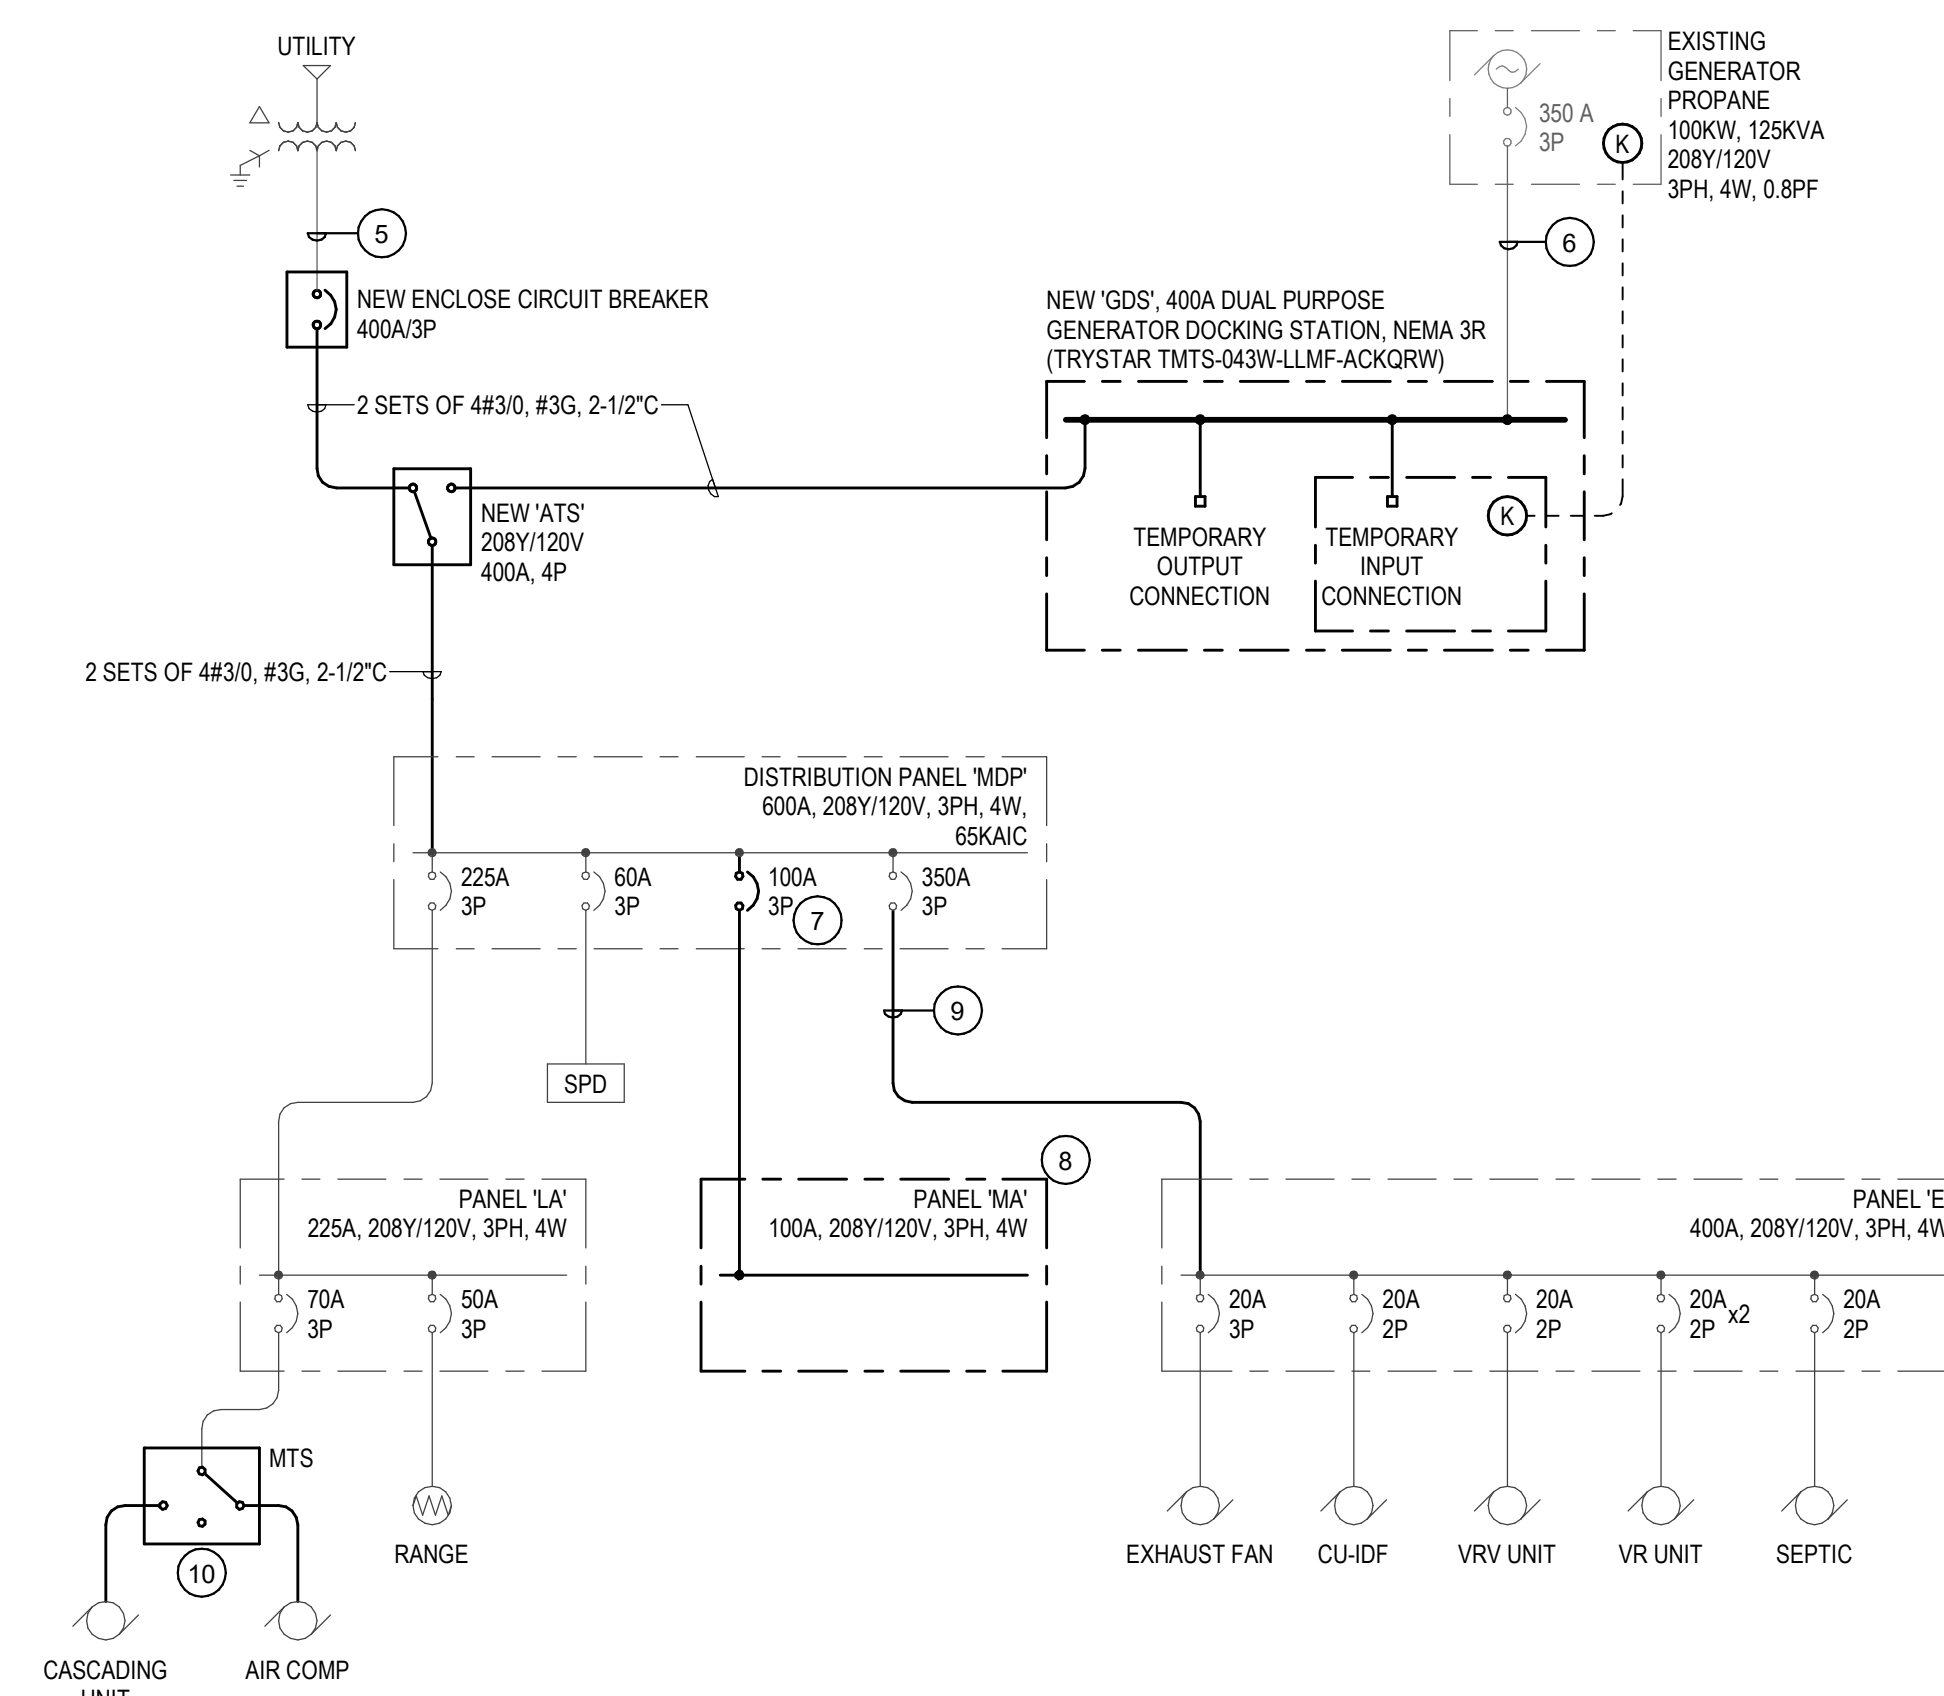 UTILITY
5
NEW ENCLOSE CIRCUIT BREAKER
400A/3P
2 SETS OF 4#3/0, #3G, 2-1/2"C
NEW 'ATS'
208Y/120V
400A, 4P
2 SETS OF 4#3/0, #3G, 2-1/2"C
EXISTING
GENERATOR
PROPANE
100KW, 125KVA
208Y/120V
3PH, 4W, 0.8PF
350 A
3P
K
6
NEW 'GDS', 400A DUAL PURPOSE
GENERATOR DOCKING STATION, NEMA 3R
(TRYSTAR TMTS-043W-LLMF-ACKQRW)
TEMPORARY
OUTPUT
CONNECTION
TEMPORARY
INPUT
CONNECTION
K
DISTRIBUTION PANEL 'MDP'
600A, 208Y/120V, 3PH, 4W,
65KAIC
225A
3P
60A
3P
100A
3P
7
350A
3P
9
SPD
8
PANEL 'LA'
225A, 208Y/120V, 3PH, 4W
70A
3P
50A
3P
PANEL 'MA'
100A, 208Y/120V, 3PH, 4W
PANEL 'E
400A, 208Y/120V, 3PH, 4W
20A
3P
20A
2P
20A
2P
20A
2P
x2
20A
2P
MTS
10
RANGE
EXHAUST FAN
CU-IDF
VRV UNIT
VR UNIT
SEPTIC
CASCADING
UNIT
AIR COMP